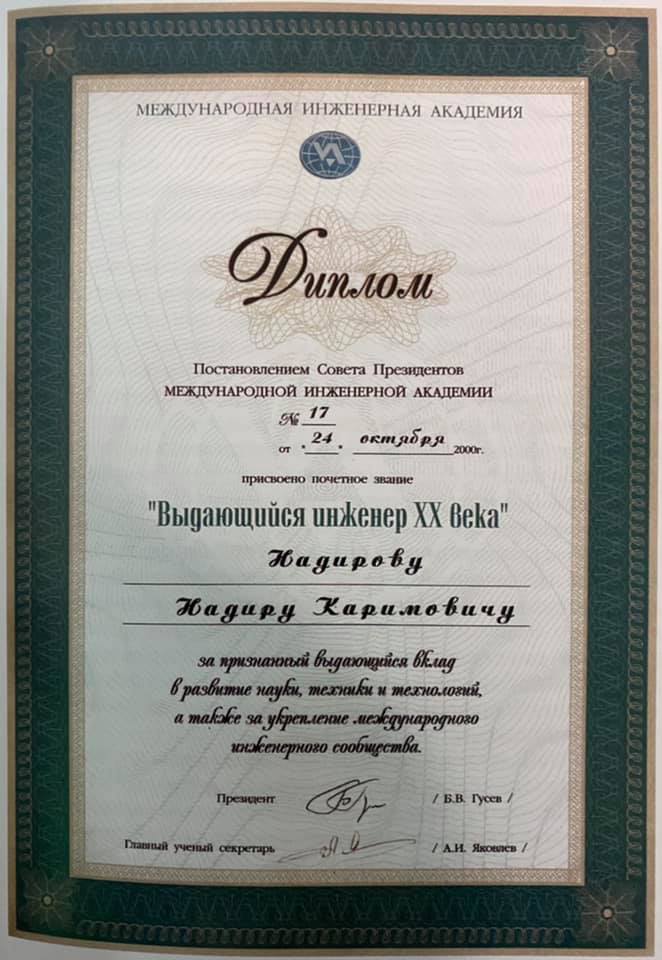 МЕЖДУНАРОДНАЯ ИНЖЕНЕРНАЯ АКАДЕМИЯ
Диплом
Постановлением Совета Президентов
МЕЖДУНАРОДНОЙ ИНЖЕНЕРНОЙ АКАДЕМИИ
№ 17
от "24" октября 2000г.
присвоено почетное звание
"Выдающийся инженер XX века"
Надирову
Надиру Каримовичу
за признанный выдающийся вклад
в развитие науки, техники и технологий,
а также за укрепление международного
инженерного сообщества.
Президент / Б.В. Гусев /
Главный ученый секретарь / А.И. Яковлев /